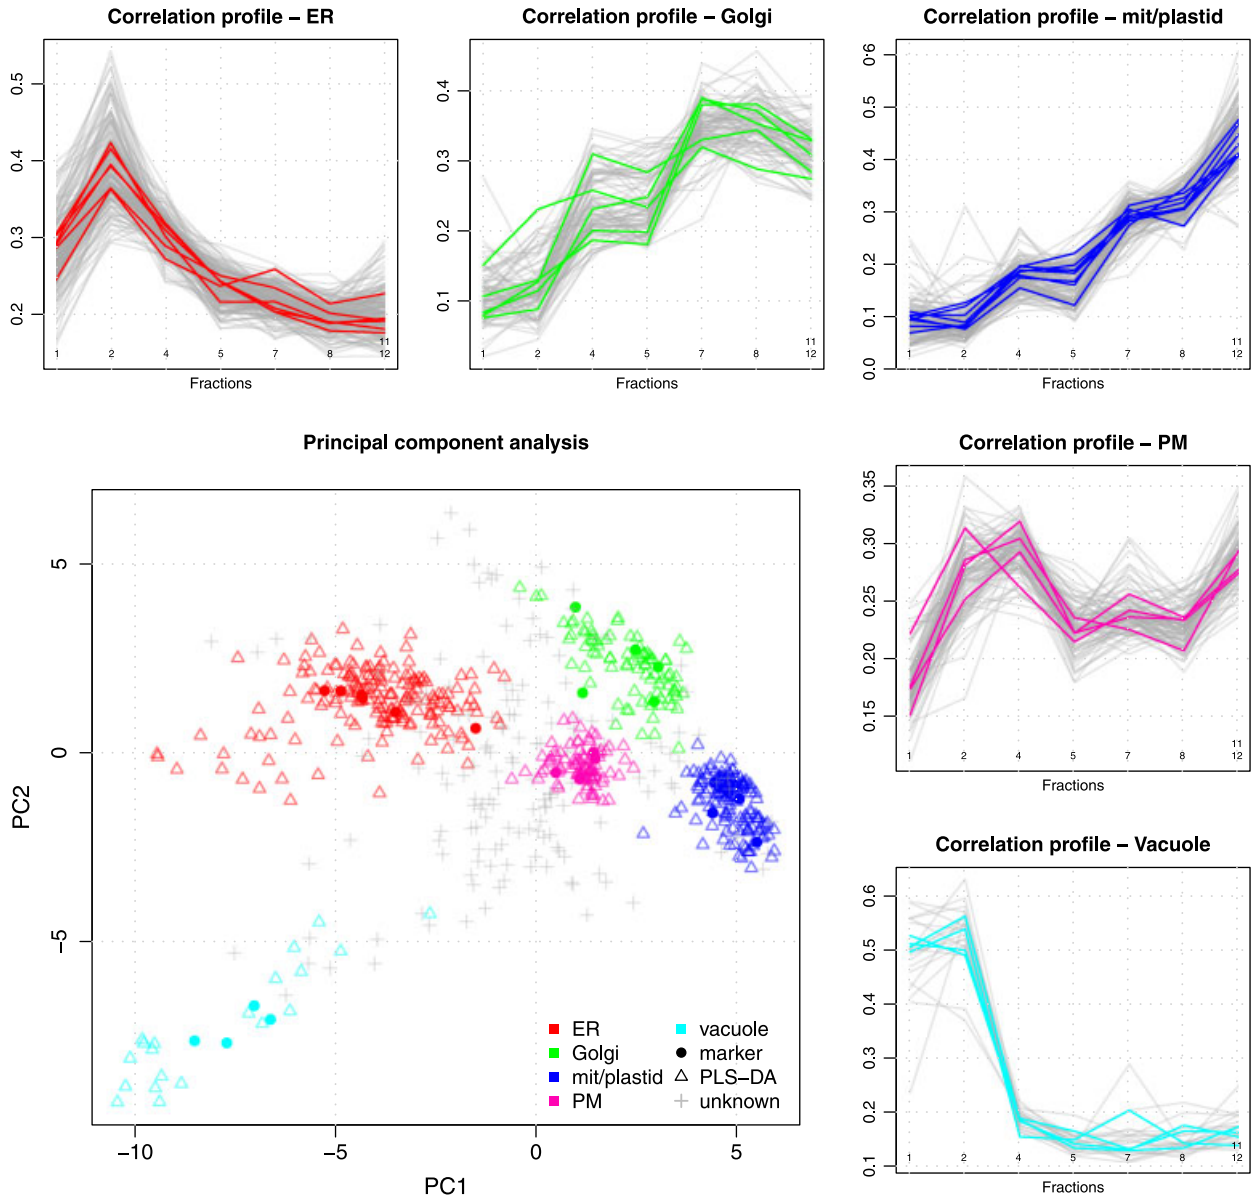 Correlation profile – ER
0.2 0.3 0.4 0.5
1 2 4 5 7 8 11 12
Fractions
Correlation profile – Golgi
0.1 0.2 0.3 0.4
1 2 4 5 7 8 11 12
Fractions
Correlation profile – mit/plastid
0.0 0.1 0.2 0.3 0.4 0.5 0.6
1 2 4 5 7 8 11 12
Fractions
Principal component analysis
PC2
−5 0 5
ER
Golgi
mit/plastid
PM
vacuole
marker
PLS−DA
unknown
−10 −5 0 5
PC1
Correlation profile – PM
0.15 0.20 0.25 0.30 0.35
1 2 4 5 7 8 11 12
Fractions
Correlation profile – Vacuole
0.1 0.2 0.3 0.4 0.5 0.6
1 2 4 5 7 8 11 12
Fractions